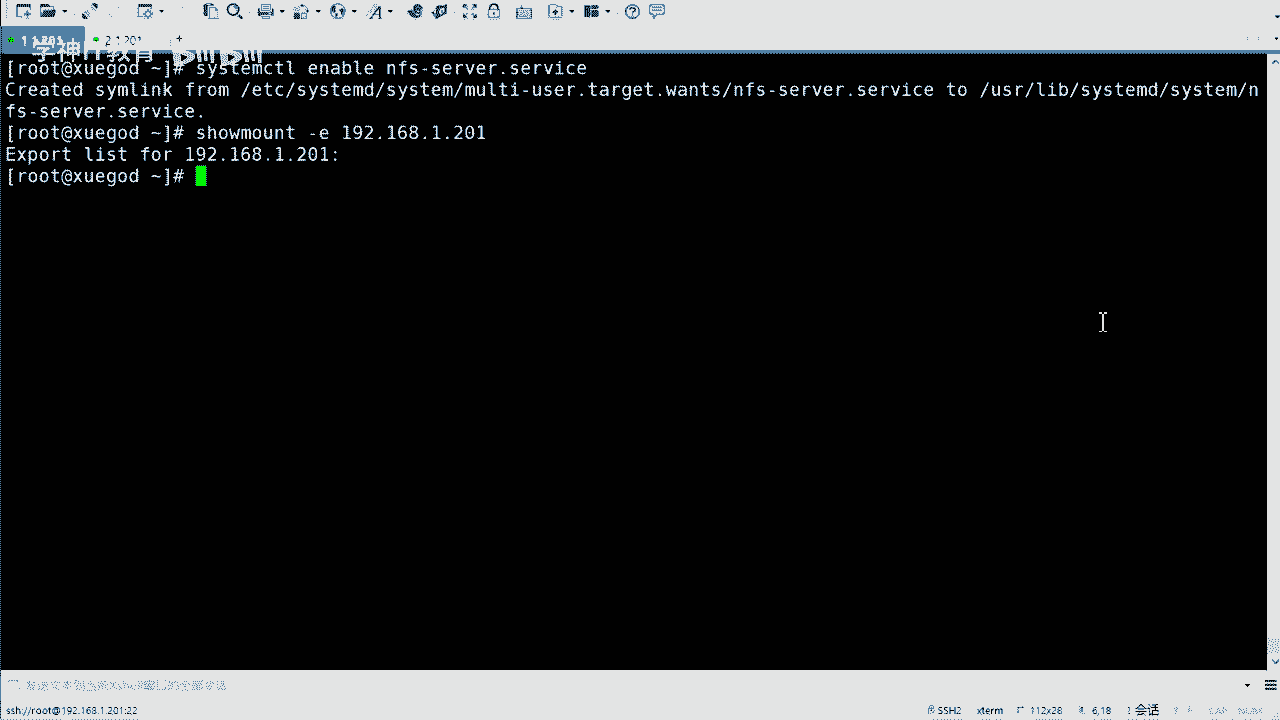 1 1.201
2 1.201
+
学神IT教育 bilibili
[root@xuegod ~]# systemctl enable nfs-server.service
Created symlink from /etc/systemd/system/multi-user.target.wants/nfs-server.service to /usr/lib/systemd/system/n
fs-server.service.
[root@xuegod ~]# showmount -e 192.168.1.201
Export list for 192.168.1.201:
[root@xuegod ~]#
ssh://root@192.168.1.201:22
SSH2
xterm
112x28
6,18
1 会话
CAP NUM